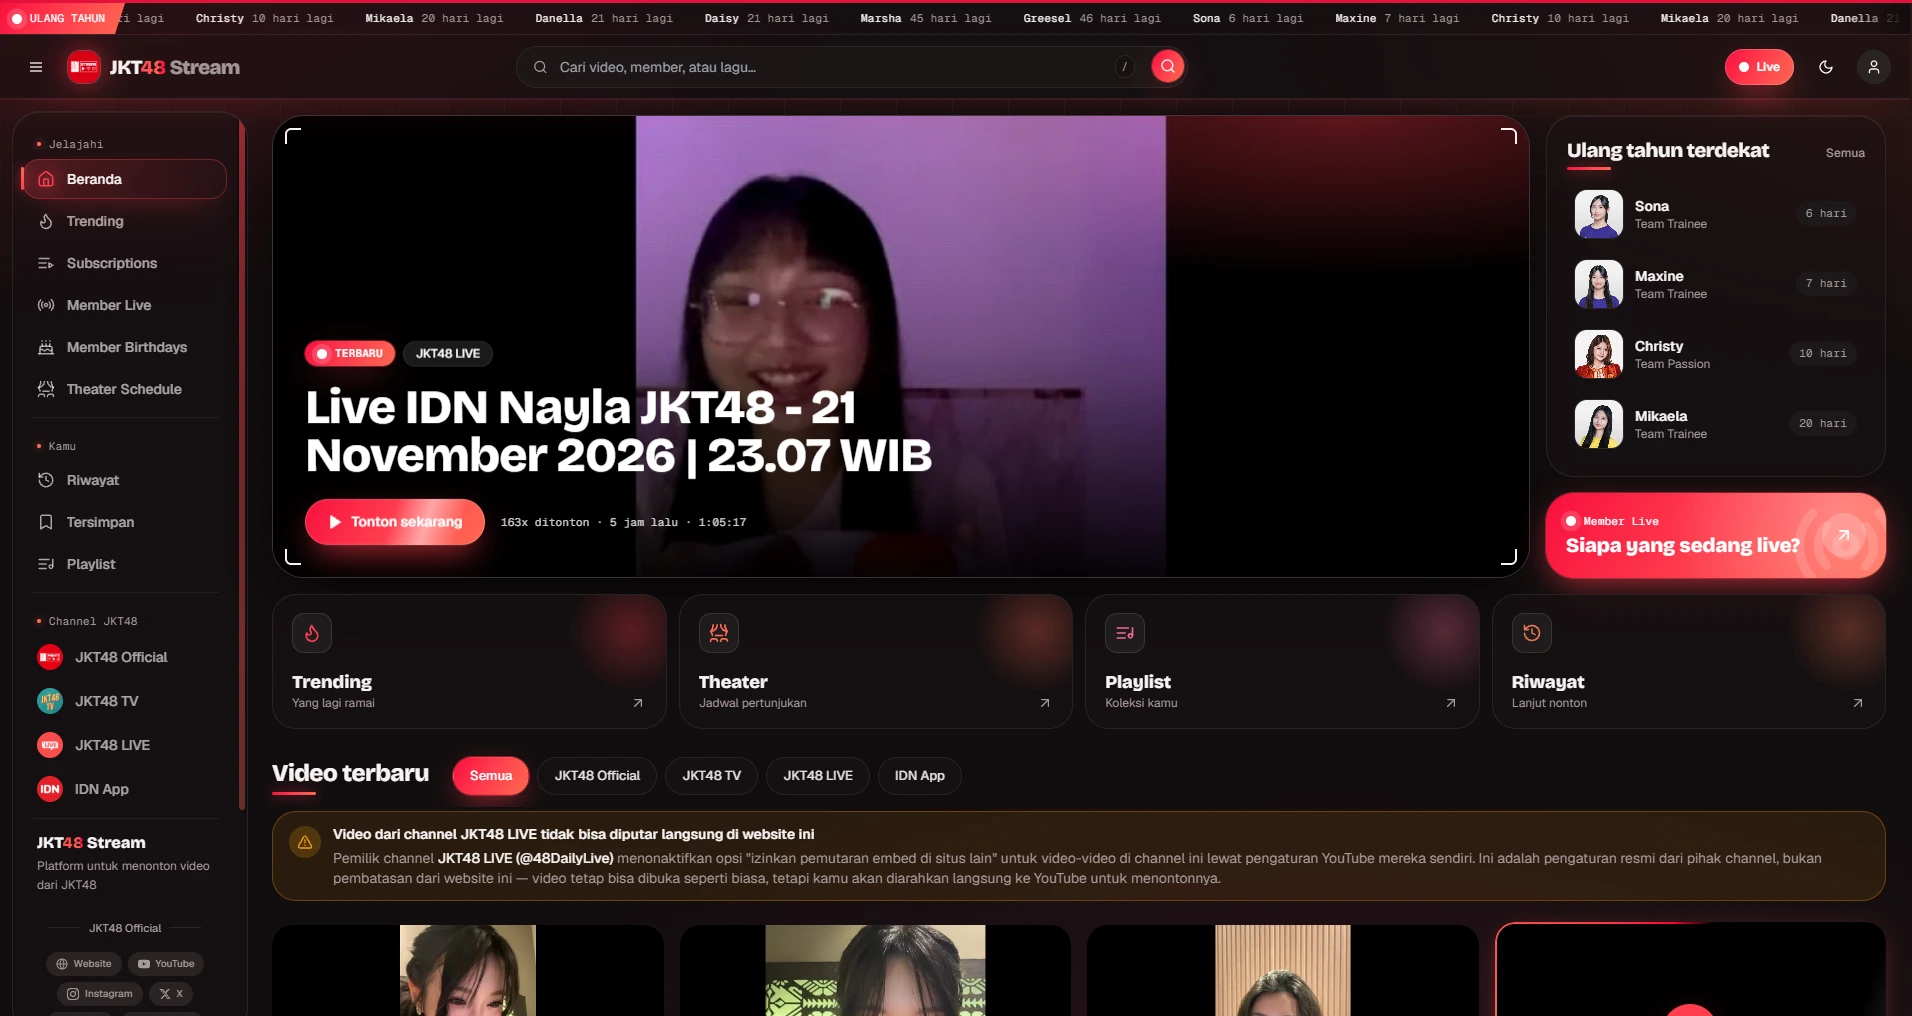 ULANG TAHUN
ri lagi Christy 10 hari lagi Mikaela 20 hari lagi Danella 21 hari lagi Daisy 21 hari lagi Marsha 45 hari lagi Greesel 46 hari lagi Sona 6 hari lagi Maxine 7 hari lagi Christy 10 hari lagi Mikaela 20 hari lagi Danella 21
JKT48 Stream
Cari video, member, atau lagu...
/
Live
Jelajahi
Beranda
Trending
Subscriptions
Member Live
Member Birthdays
Theater Schedule
Kamu
Riwayat
Tersimpan
Playlist
Channel JKT48
JKT48 Official
JKT48 TV
JKT48 TV
LIVE
JKT48 LIVE
IDN
IDN App
JKT48 Stream
Platform untuk menonton video
dari JKT48
JKT48 Official
Website
YouTube
Instagram
X
TERBARU
JKT48 LIVE
Live IDN Nayla JKT48 - 21
November 2026 | 23.07 WIB
Tonton sekarang
163x ditonton · 5 jam lalu · 1:05:17
Ulang tahun terdekat
Semua
Sona
Team Trainee
6 hari
Maxine
Team Trainee
7 hari
Christy
Team Passion
10 hari
Mikaela
Team Trainee
20 hari
Member Live
Siapa yang sedang live?
Trending
Yang lagi ramai
Theater
Jadwal pertunjukan
Playlist
Koleksi kamu
Riwayat
Lanjut nonton
Video terbaru
Semua
JKT48 Official
JKT48 TV
JKT48 LIVE
IDN App
Video dari channel JKT48 LIVE tidak bisa diputar langsung di website ini
Pemilik channel JKT48 LIVE (@48DailyLive) menonaktifkan opsi "izinkan pemutaran embed di situs lain" untuk video-video di channel ini lewat pengaturan YouTube mereka sendiri. Ini adalah pengaturan resmi dari pihak channel, bukan
pembatasan dari website ini — video tetap bisa dibuka seperti biasa, tetapi kamu akan diarahkan langsung ke YouTube untuk menontonnya.